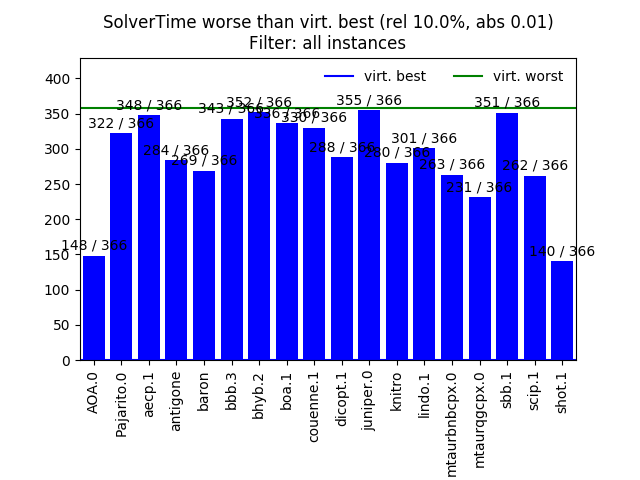 SolverTime worse than virt. best (rel 10.0%, abs 0.01)
Filter: all instances
virt. best
virt. worst
400
350
300
250
200
150
100
50
0
148 / 366
322 / 366
348 / 366
284 / 366
269 / 366
343 / 366
352 / 366
336 / 366
330 / 366
288 / 366
355 / 366
280 / 366
301 / 366
263 / 366
231 / 366
351 / 366
262 / 366
140 / 366
AOA.0
Pajarito.0
aecp.1
antigone
baron
bbb.3
bhyb.2
boa.1
couenne.1
dicopt.1
juniper.0
knitro
lindo.1
mtaurbnbcpx.0
mtaurqgcpx.0
sbb.1
scip.1
shot.1